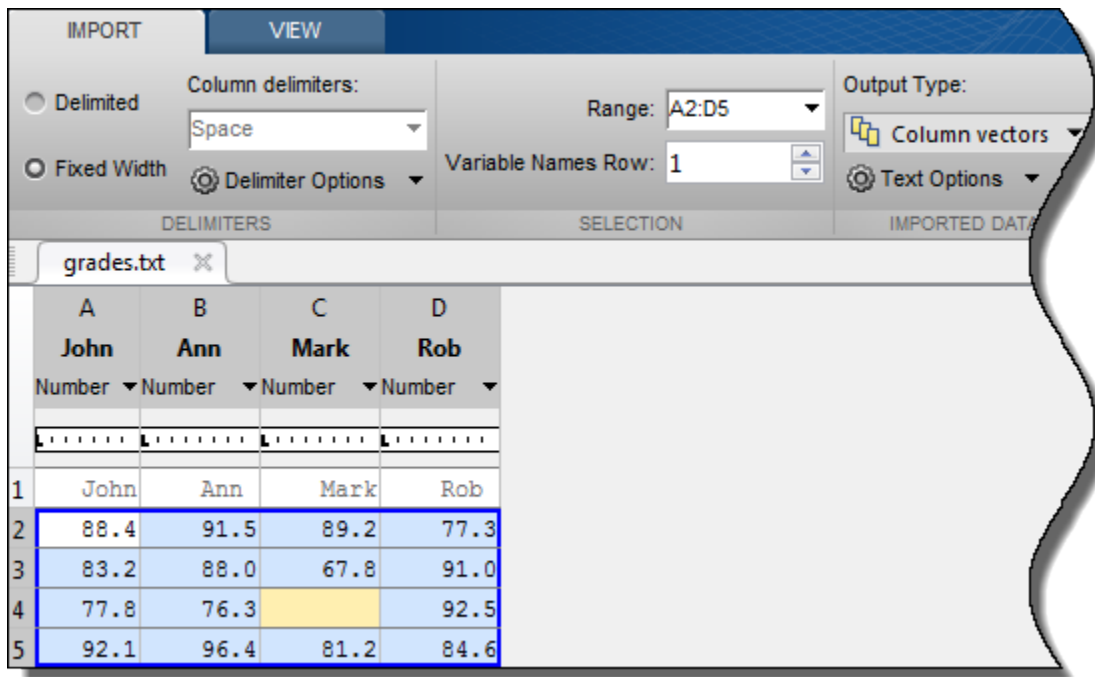 IMPORT VIEW
Delimited
Fixed Width
Column delimiters:
Space
Delimiter Options
DELIMITERS
Range: A2:D5
Variable Names Row: 1
SELECTION
Output Type:
Column vectors
Text Options
IMPORTED DATA
grades.txt
A B C D
John Ann Mark Rob
Number Number Number Number
1 John Ann Mark Rob
2 88.4 91.5 89.2 77.3
3 83.2 88.0 67.8 91.0
4 77.8 76.3 92.5
5 92.1 96.4 81.2 84.6